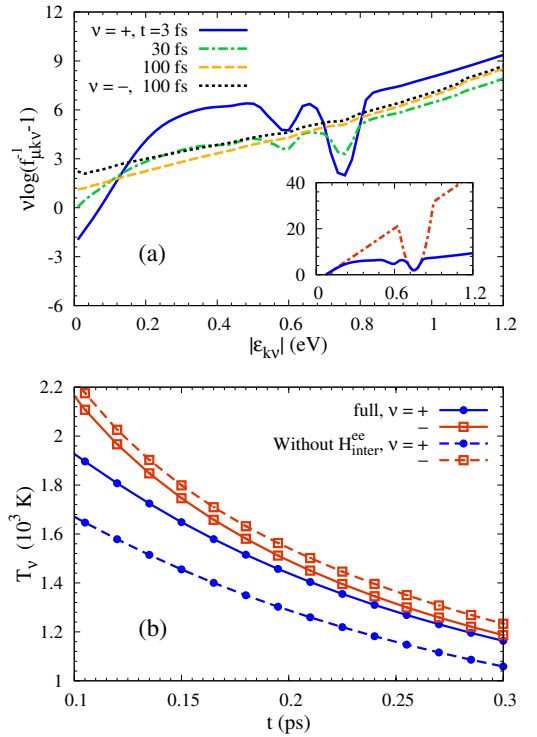 12
9
6
3
0
-3
-6
νlog(f⁻¹μkν-1)
ν = +, t =3 fs
30 fs
100 fs
ν = −, 100 fs
(a)
40
20
0
0
0.6
1.2
0
0.2
0.4
0.6
0.8
1
1.2
|εkν| (eV)
2.2
2
1.8
1.6
1.4
1.2
1
Tν (10³ K)
full, ν = +
−
Without Hᵉᵉinter, ν = +
−
(b)
0.1
0.15
0.2
0.25
0.3
t (ps)